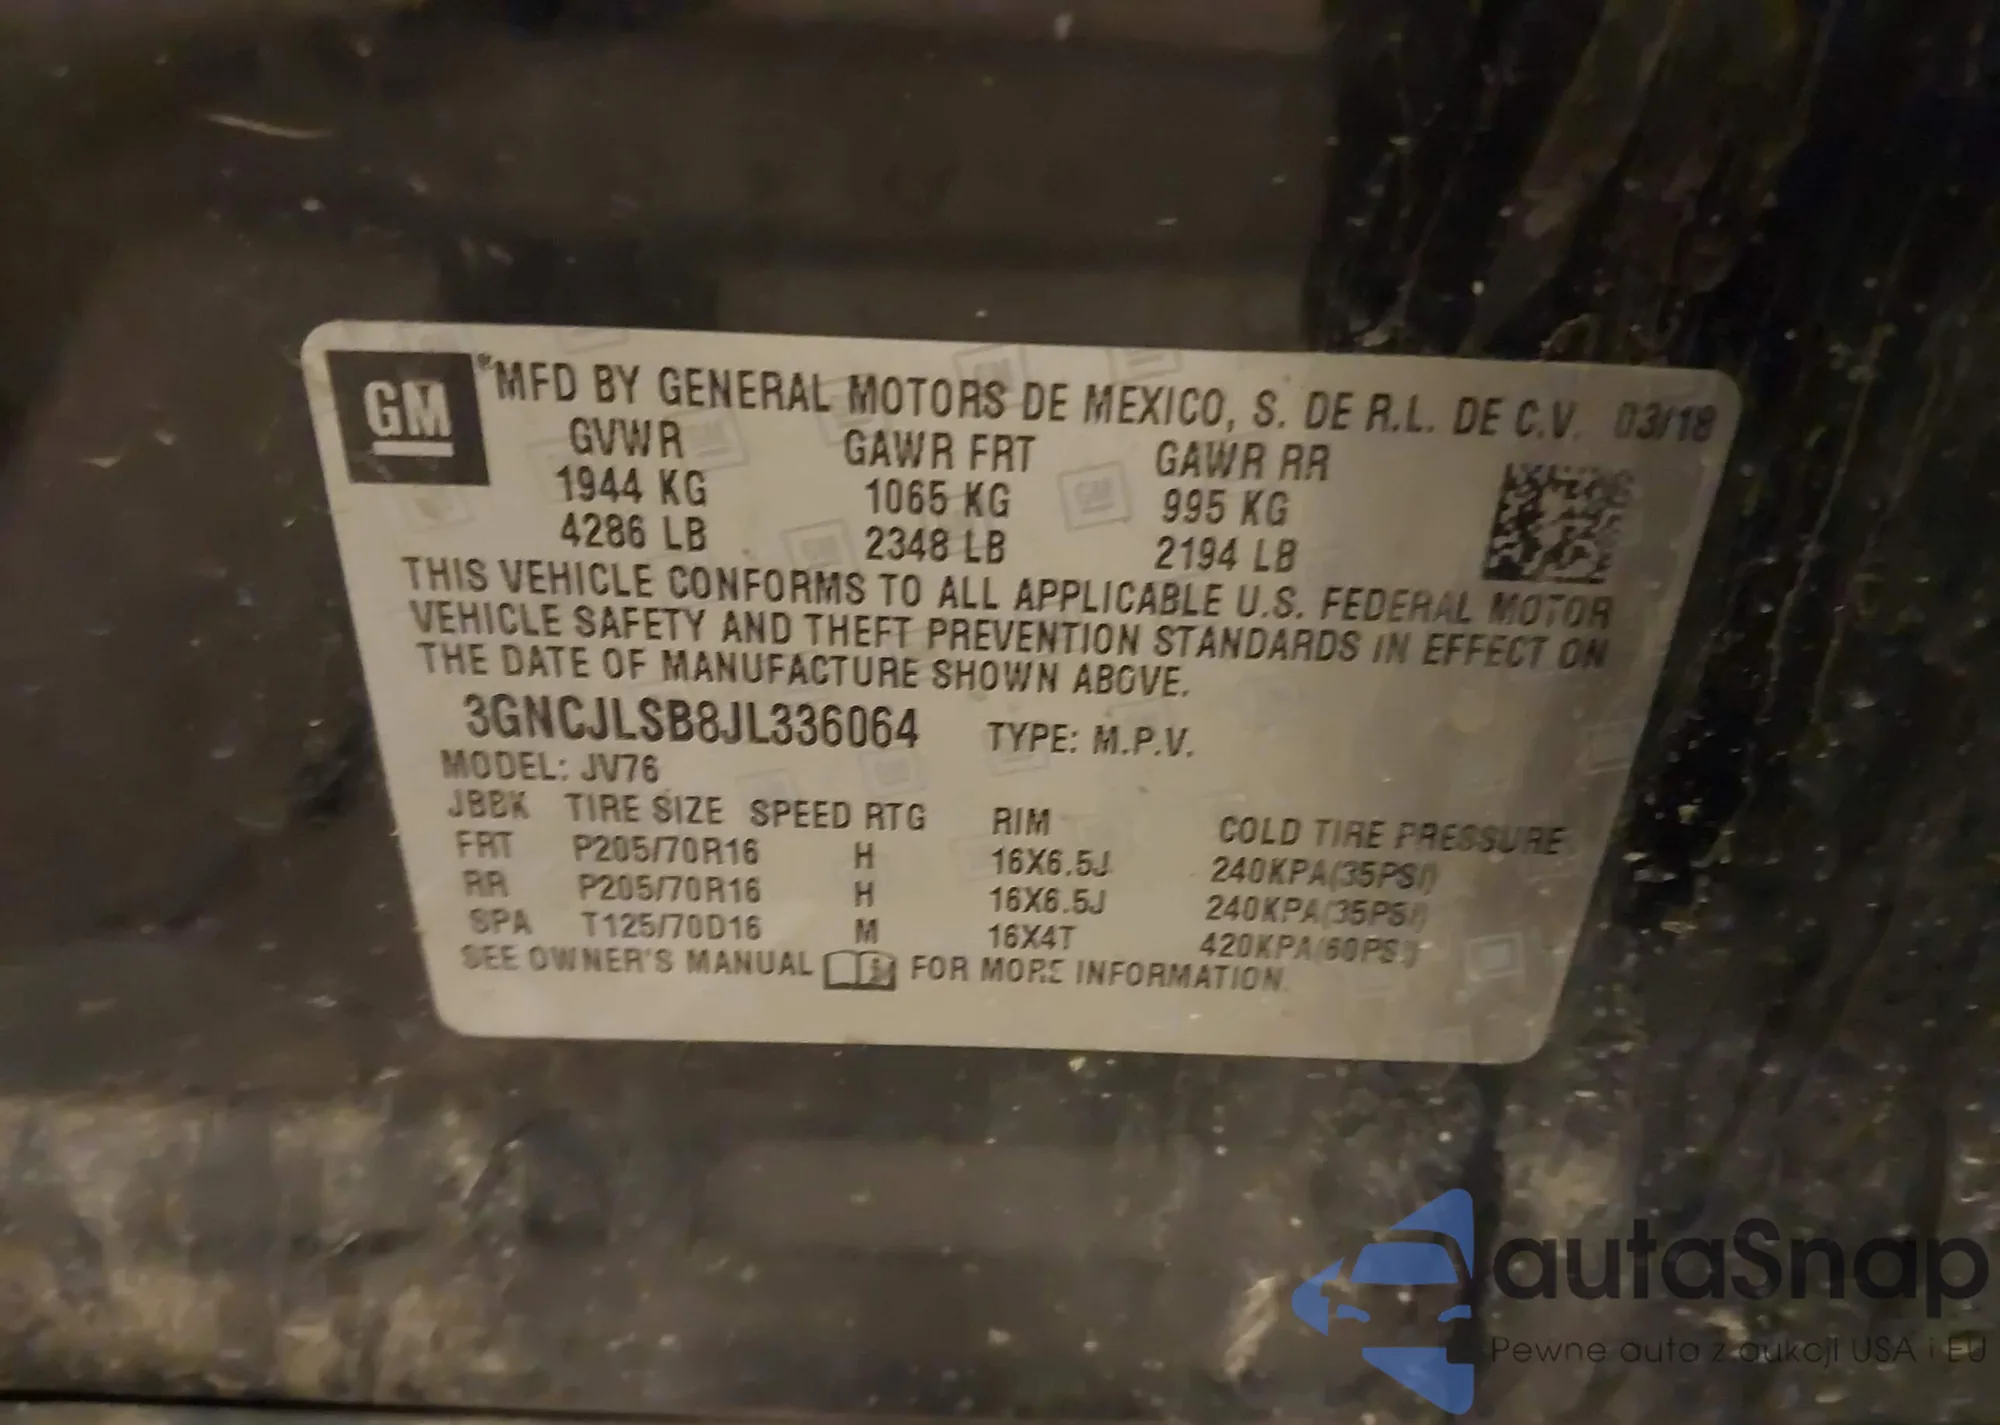 GM
®MFD BY GENERAL MOTORS DE MEXICO, S. DE R.L. DE C.V. 03/18
GVWR GAWR FRT GAWR RR
1944 KG 1065 KG 995 KG
4286 LB 2348 LB 2194 LB
THIS VEHICLE CONFORMS TO ALL APPLICABLE U.S. FEDERAL MOTOR
VEHICLE SAFETY AND THEFT PREVENTION STANDARDS IN EFFECT ON
THE DATE OF MANUFACTURE SHOWN ABOVE.
3GNCJLSB8JL336064 TYPE: M.P.V.
MODEL: JV76
JBBK TIRE SIZE SPEED RTG RIM COLD TIRE PRESSURE
FRT P205/70R16 H 16X6.5J 240KPA(35PSI)
RR P205/70R16 H 16X6.5J 240KPA(35PSI)
SPA T125/70D16 M 16X4T 420KPA(60PSI)
SEE OWNER'S MANUAL FOR MORE INFORMATION.
autaSnap
Pewne auta z aukcji USA i EU